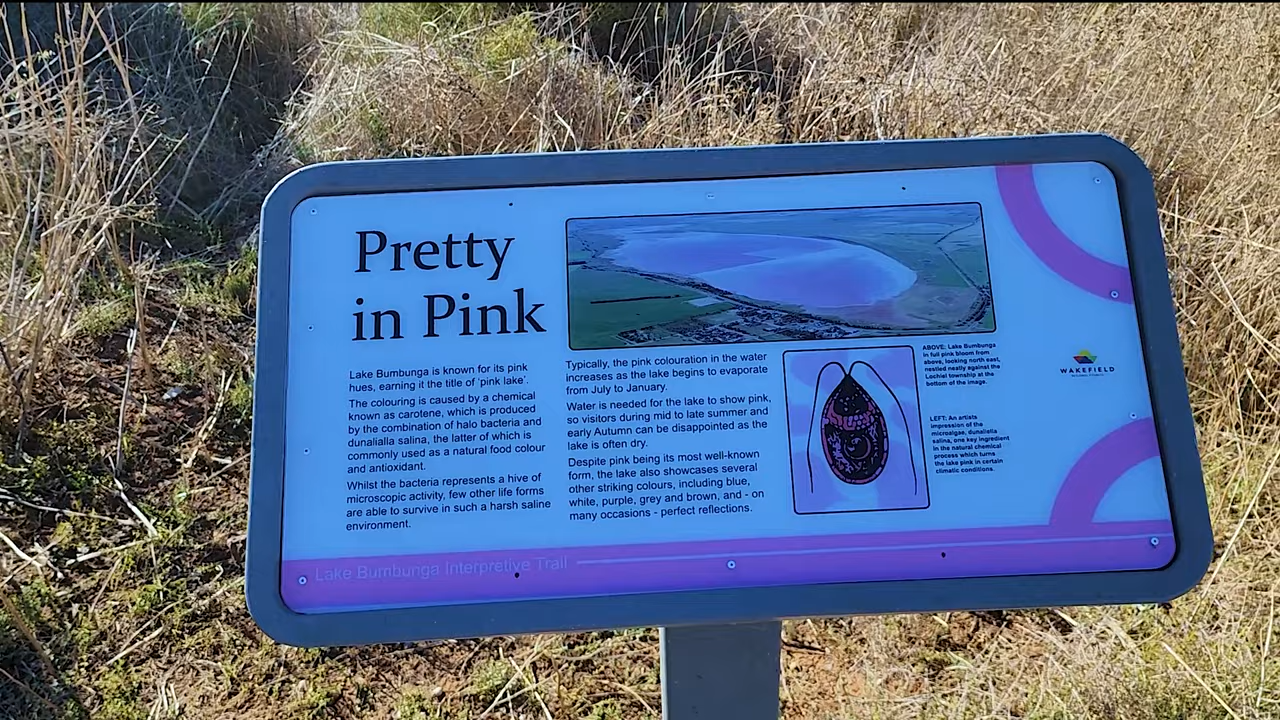 Pretty
in Pink
Lake Bumbunga is known for its pink
hues, earning it the title of 'pink lake'.
The colouring is caused by a chemical
known as carotene, which is produced
by the combination of halo bacteria and
dunalialla salina, the latter of which is
commonly used as a natural food colour
and antioxidant.
Whilst the bacteria represents a hive of
microscopic activity, few other life forms
are able to survive in such a harsh saline
environment.
Typically, the pink colouration in the water
increases as the lake begins to evaporate
from July to January.
Water is needed for the lake to show pink,
so visitors during mid to late summer and
early Autumn can be disappointed as the
lake is often dry.
Despite pink being its most well-known
form, the lake also showcases several
other striking colours, including blue,
white, purple, grey and brown, and - on
many occasions - perfect reflections.
ABOVE: Lake Bumbunga
in full pink bloom from
above, looking north east,
nestled neatly against the
Lochiel township at the
bottom of the image.
LEFT: An artists
impression of the
microalgae, dunalialla
salina, one key ingredient
in the natural chemical
process which turns
the lake pink in certain
climatic conditions.
WAKEFIELD
REGIONAL COUNCIL
Lake Bumbunga Interpretive Trail